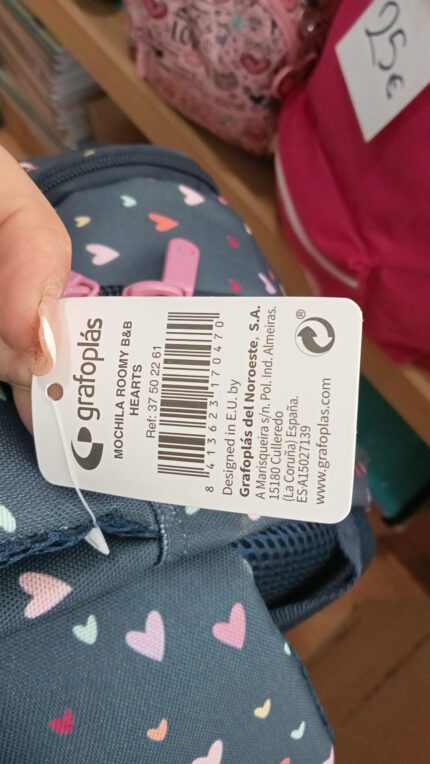 grafoplás
MOCHILA ROOMY B&B
HEARTS
Ref: 37 50 22 61
8 413623 170470
Designed in E.U. by
Grafoplás del Noroeste, S.A.
A Marisqueira s/n. Pol. Ind. Almeiras.
15180 Culleredo
(La Coruña) España.
ES A15027139
www.grafoplas.com
®
25€